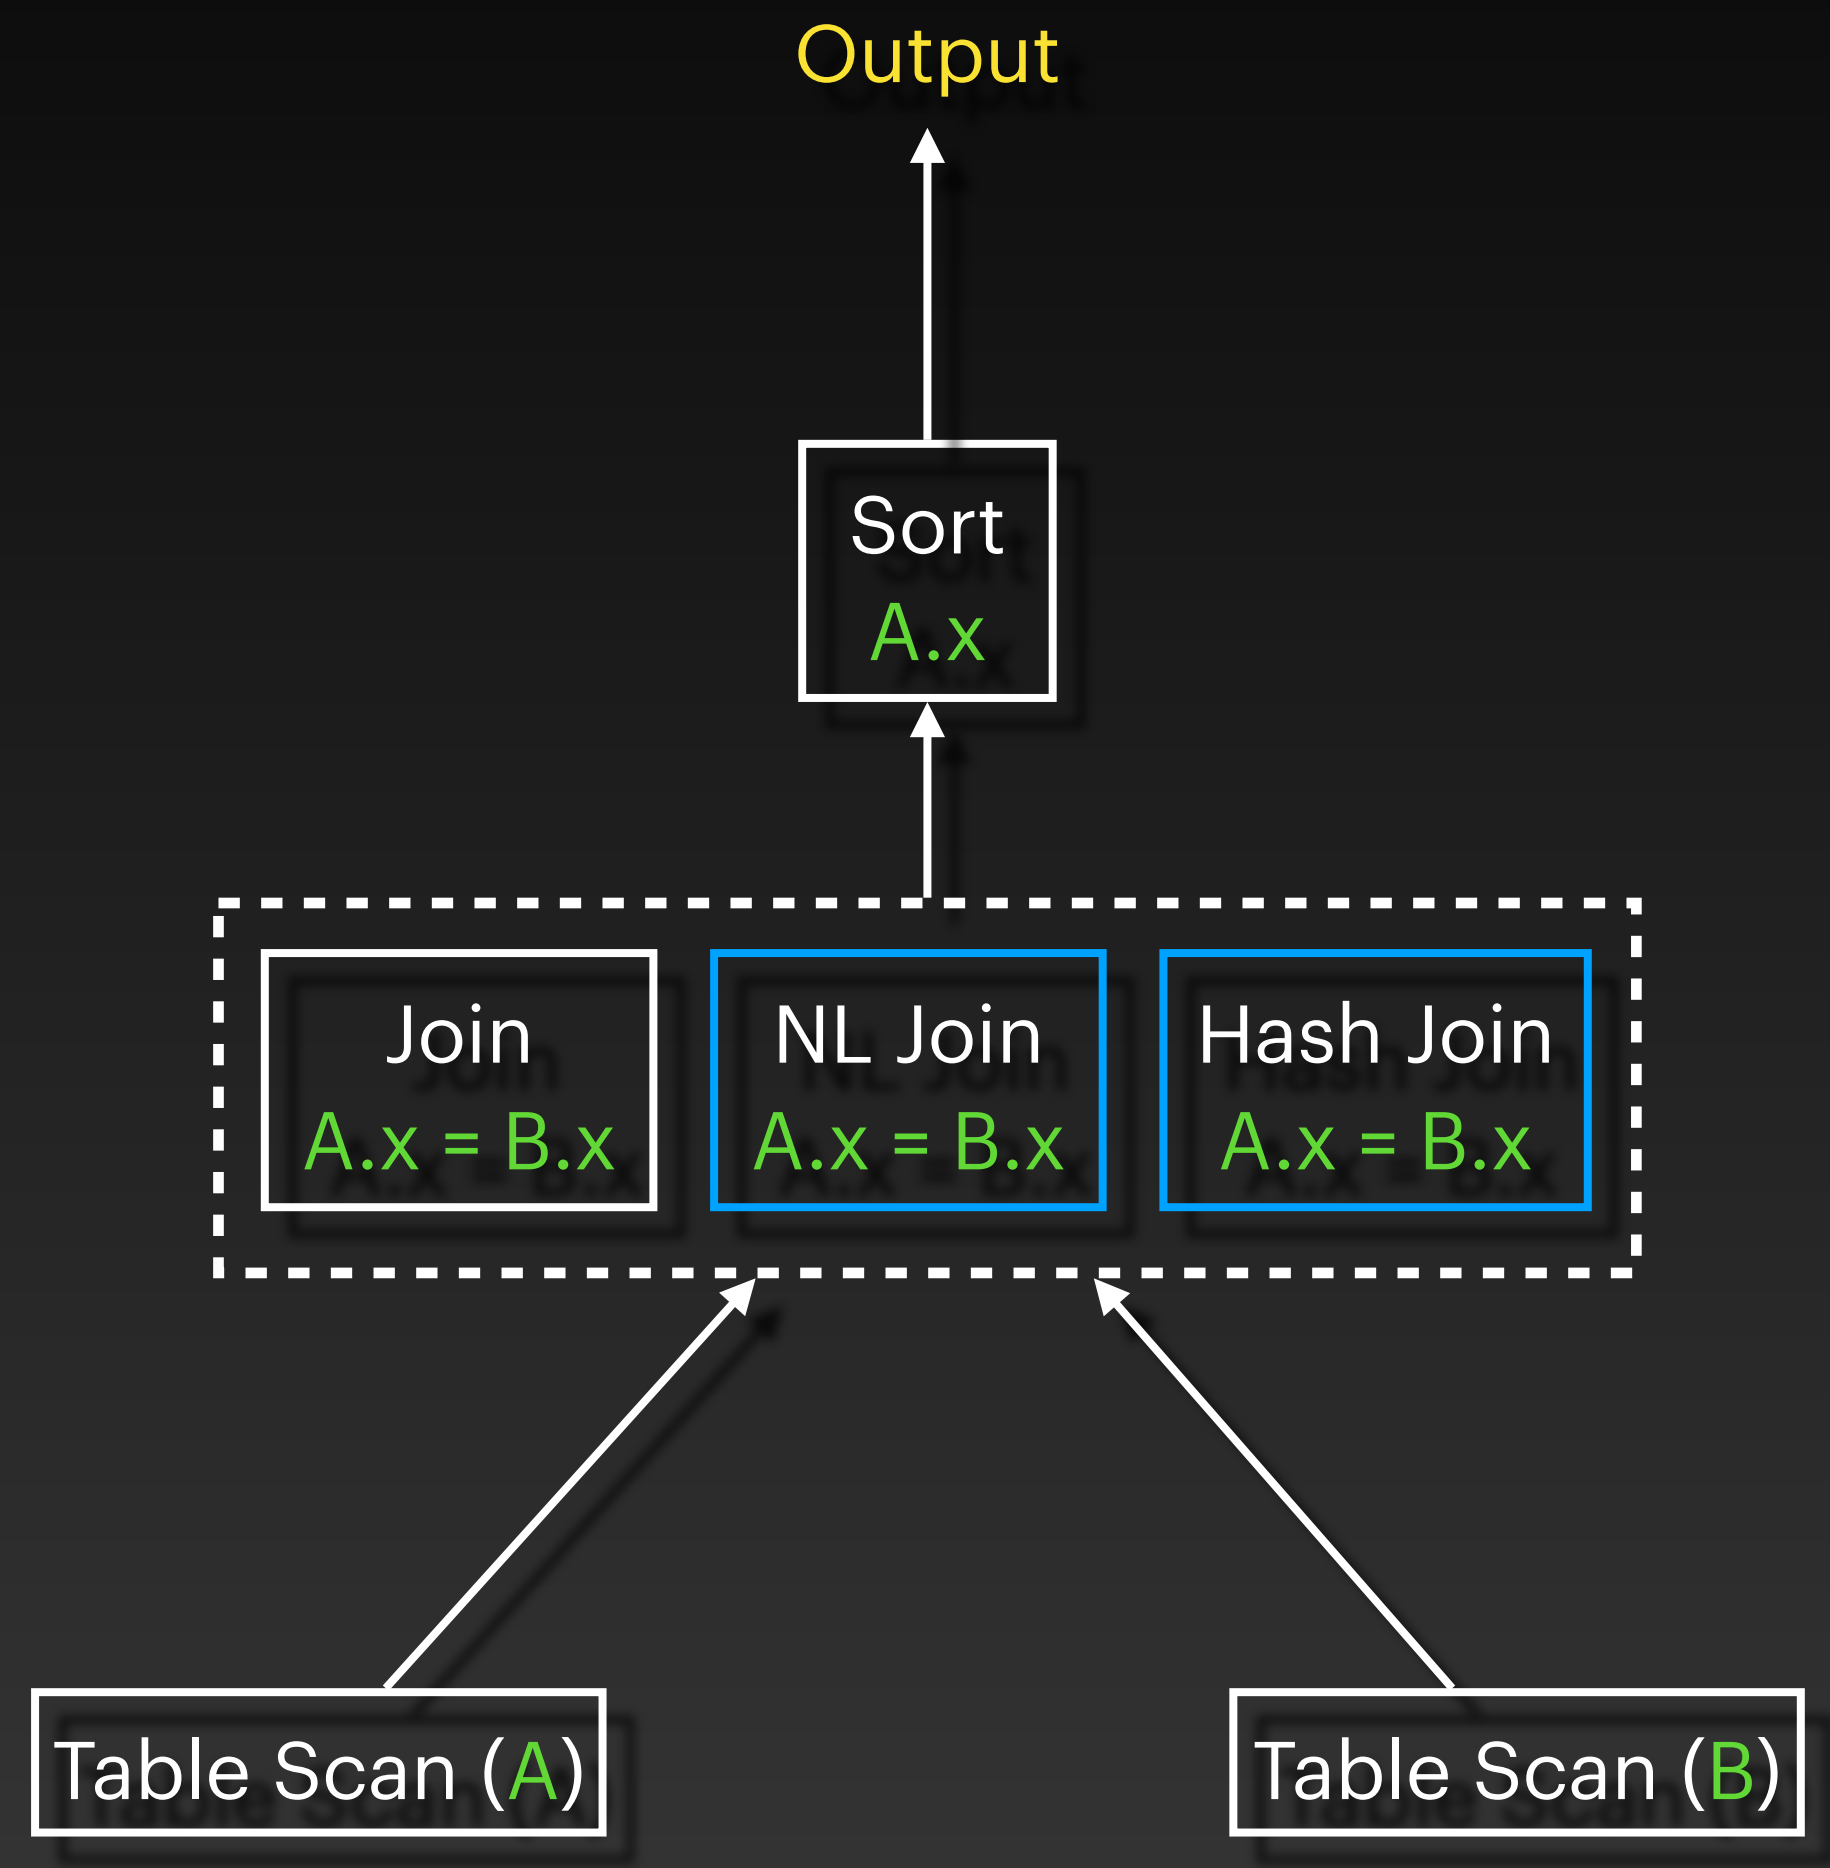 Output
Sort
A.x
Join
A.x = B.x
NL Join
A.x = B.x
Hash Join
A.x = B.x
Table Scan (A)
Table Scan (B)